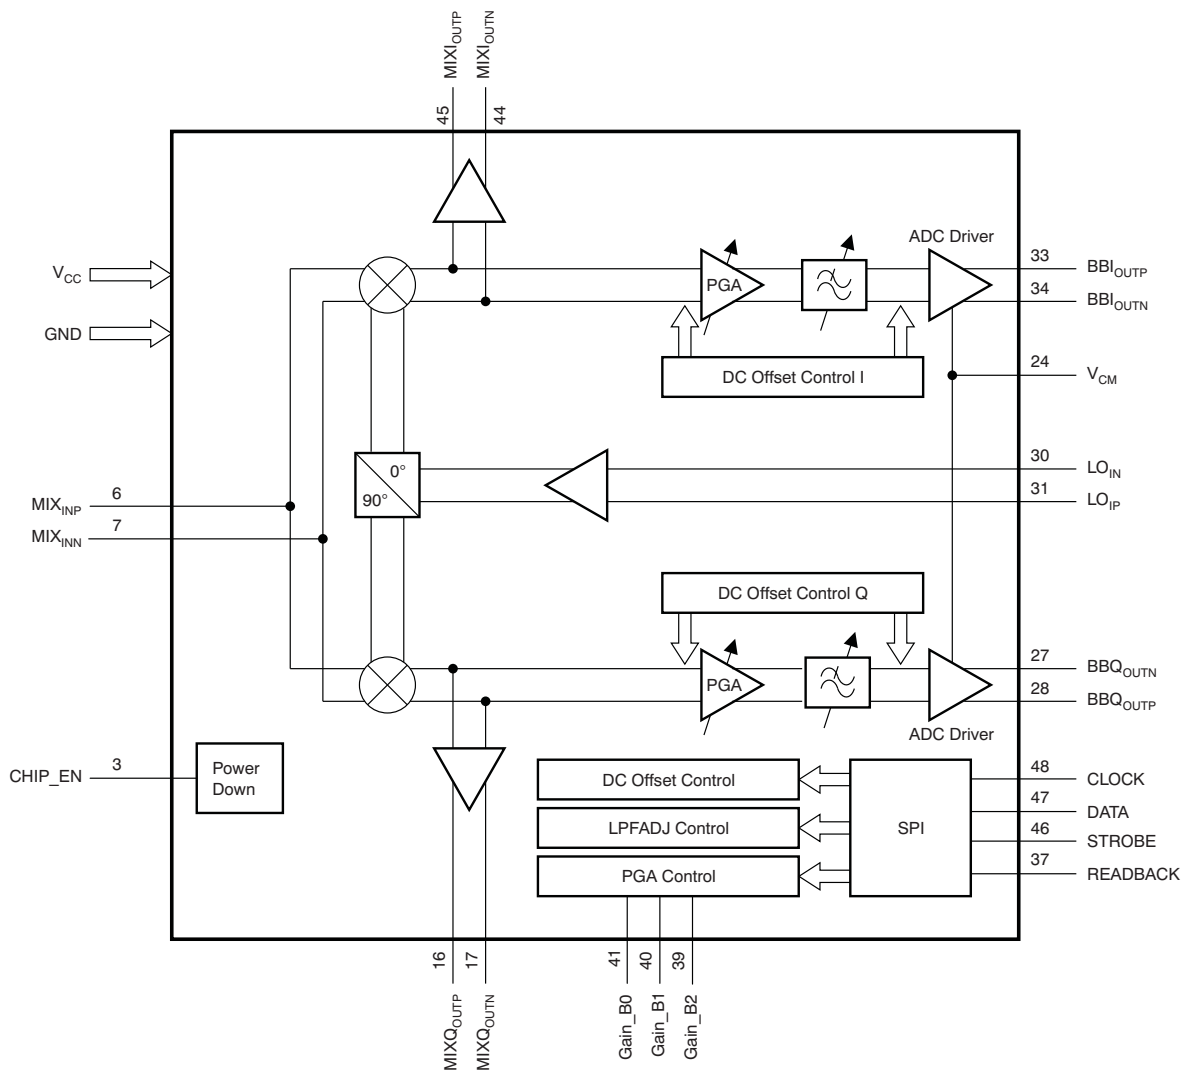 MIXI_OUTP
MIXI_OUTN
45
44
ADC Driver
33
BBI_OUTP
V_CC
PGA
34
BBI_OUTN
GND
DC Offset Control I
24
V_CM
0°
30
LO_IN
MIX_INP
6
90°
31
LO_IP
MIX_INN
7
DC Offset Control Q
27
BBQ_OUTN
PGA
28
BBQ_OUTP
ADC Driver
CHIP_EN
3
Power
Down
DC Offset Control
48
CLOCK
47
DATA
LPFADJ Control
SPI
46
STROBE
PGA Control
37
READBACK
16
17
41
40
39
MIXQ_OUTP
MIXQ_OUTN
Gain_B0
Gain_B1
Gain_B2